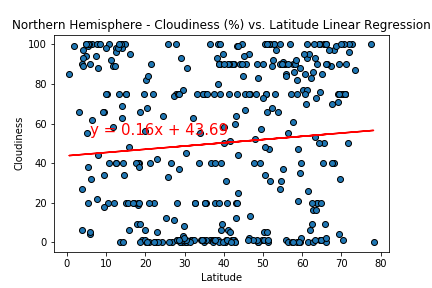 Northern Hemisphere - Cloudiness (%) vs. Latitude Linear Regression
100
80
60
40
20
0
Cloudiness
y = 0.16x + 43.69
0 10 20 30 40 50 60 70 80
Latitude